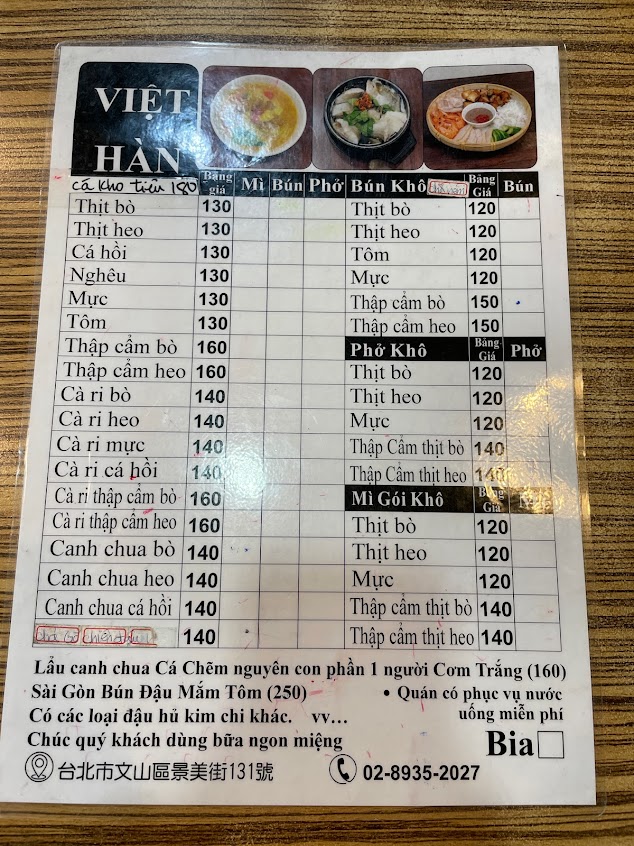 VIỆT
HÀN
cá kho tiêu 180 Bảng giá Mì Bún Phở
Thịt bò 130
Thịt heo 130
Cá hồi 130
Nghêu 130
Mực 130
Tôm 130
Thập cẩm bò 160
Thập cẩm heo 160
Cà ri bò 140
Cà ri heo 140
Cà ri mực 140
Cà ri cá hồi 140
Cà ri thập cẩm bò 160
Cà ri thập cẩm heo 160
Canh chua bò 140
Canh chua heo 140
Canh chua cá hồi 140
140
Bún Khô Bảng Giá Bún
Thịt bò 120
Thịt heo 120
Tôm 120
Mực 120
Thập cẩm bò 150
Thập cẩm heo 150
Phở Khô Bảng Giá Phở
Thịt bò 120
Thịt heo 120
Mực 120
Thập Cẩm thịt bò 140
Thập Cẩm thịt heo 140
Mì Gói Khô Bảng Giá
Thịt bò 120
Thịt heo 120
Mực 120
Thập cẩm thịt bò 140
Thập cẩm thịt heo 140
Lẩu canh chua Cá Chẽm nguyên con phần 1 người Cơm Trắng (160)
Sài Gòn Bún Đậu Mắm Tôm (250)
• Quán có phục vụ nước
uống miễn phí
Có các loại đậu hủ kim chi khác. vv...
Chúc quý khách dùng bữa ngon miệng
Bia
台北市文山區景美街131號
02-8935-2027